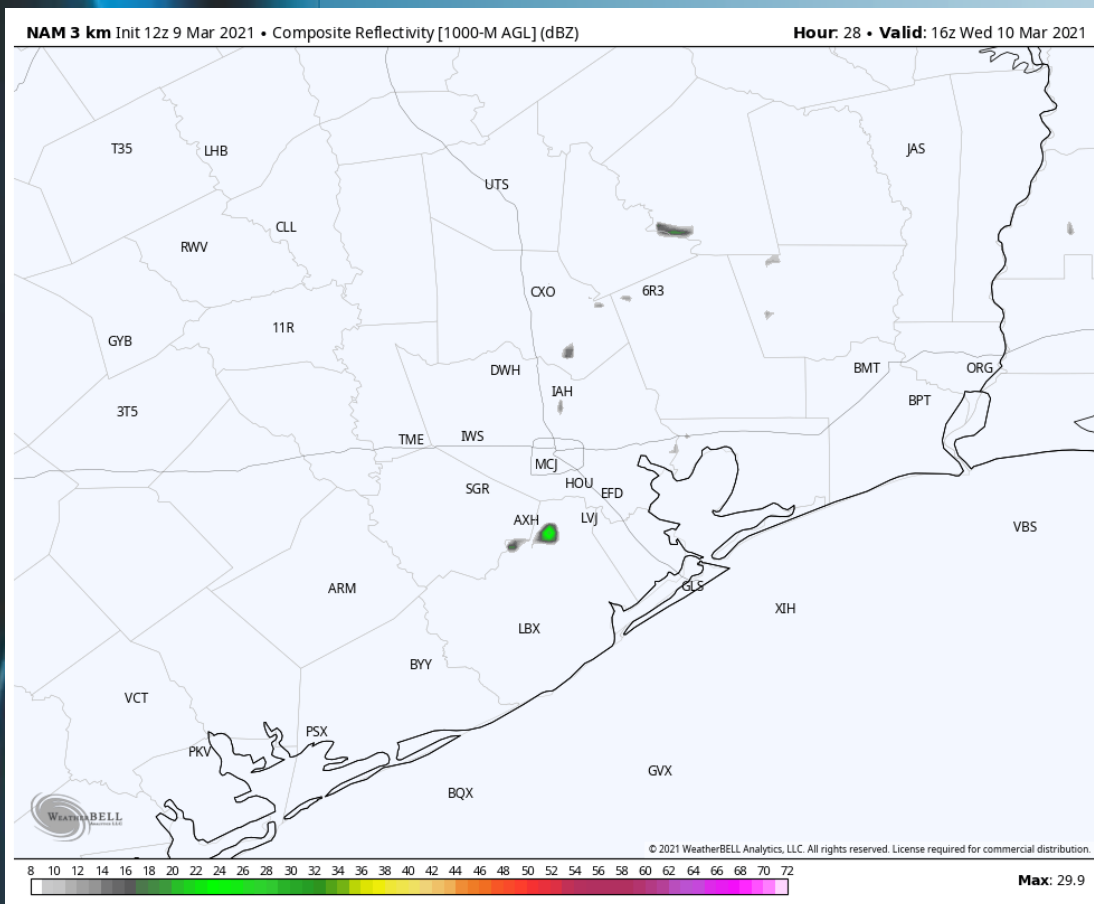 NAM 3 km Init 12z 9 Mar 2021 • Composite Reflectivity [1000-M AGL] (dBZ) Hour: 28 • Valid: 16z Wed 10 Mar 2021
T35 LHB JAS
UTS
CLL
RWV
CXO 6R3
11R
GYB
DWH BMT ORG
IAH
3T5 BPT
TME IWS
MCJ
SGR HOU EFD
AXH LVJ
VBS
ARM GLS
XIH
LBX
BYY
VCT
PSX
PKV
GVX
BQX
WEATHERBELL
© 2021 WeatherBELL Analytics, LLC. All rights reserved. License required for commercial distribution.
8 10 12 14 16 18 20 22 24 26 28 30 32 34 36 38 40 42 44 46 48 50 52 54 56 58 60 62 64 66 68 70 72
Max: 29.9